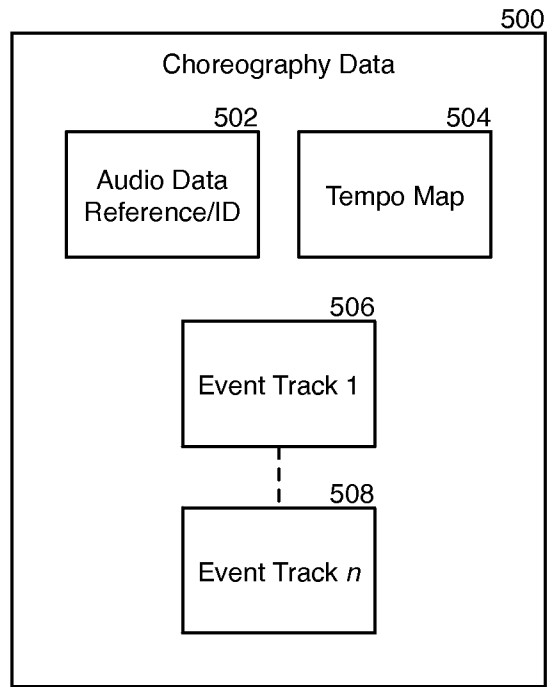 500
Choreography Data
502
504
Audio Data
Reference/ID
Tempo Map
506
Event Track 1
508
Event Track n